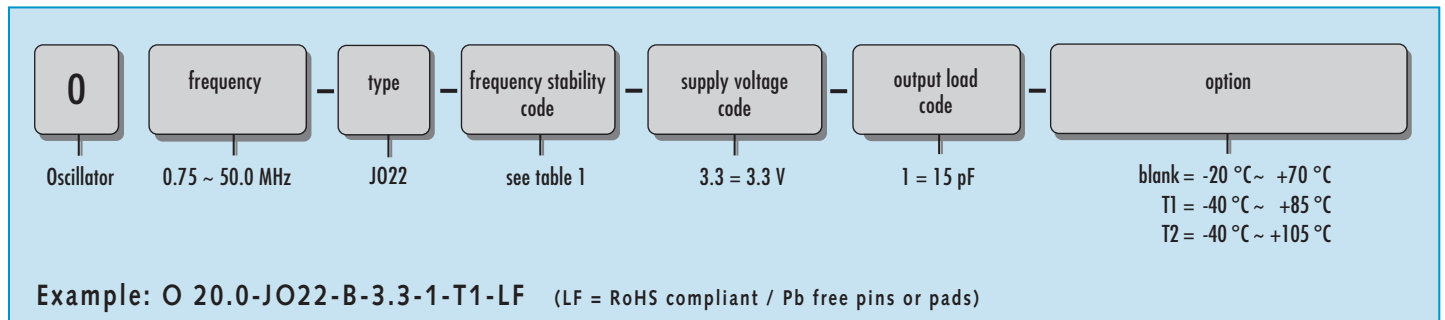 O
frequency
type
frequency stability
code
supply voltage
code
output load
code
option
Oscillator
0.75 ~ 50.0 MHz
JO22
see table 1
3.3 = 3.3 V
1 = 15 pF
blank = -20 °C ~ +70 °C
T1 = -40 °C ~ +85 °C
T2 = -40 °C ~ +105 °C
Example: O 20.0-JO22-B-3.3-1-T1-LF (LF = RoHS compliant / Pb free pins or pads)